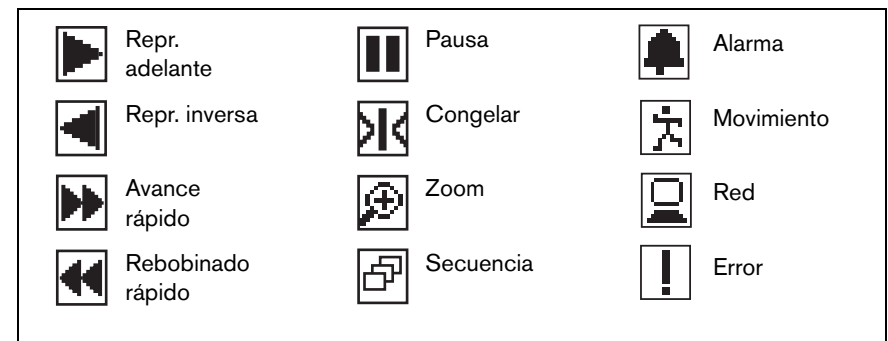 Repr.
adelante
Pausa
Alarma
Repr. inversa
Congelar
Movimiento
Avance
rápido
Zoom
Red
Rebobinado
rápido
Secuencia
Error